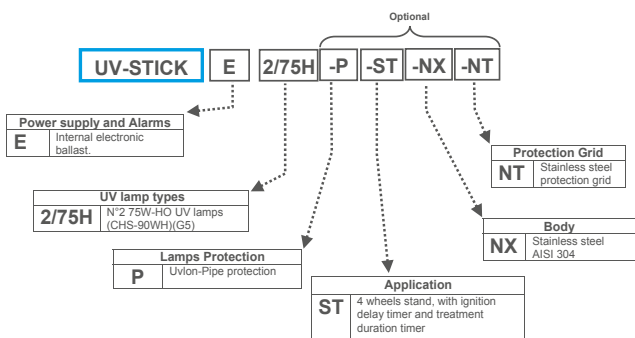 Optional
UV-STICK E 2/75H -P -ST -NX -NT
Power supply and Alarms
E Internal electronic
ballast.
Protection Grid
NT Stainless steel
protection grid
UV lamp types
2/75H N°2 75W-HO UV lamps
(CHS-90WH)(G5)
Body
NX Stainless steel
AISI 304
Lamps Protection
P Uvlon-Pipe protection
Application
ST 4 wheels stand, with ignition
delay timer and treatment
duration timer